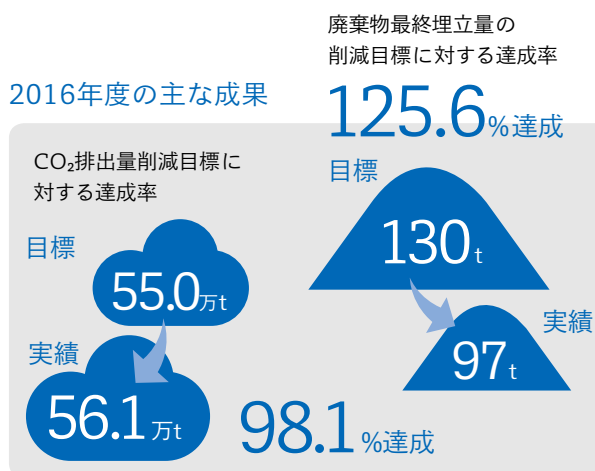 2016年度の主な成果
CO₂排出量削減目標に
対する達成率
目標
55.0万t
実績
56.1万t
98.1%達成
廃棄物最終埋立量の
削減目標に対する達成率
125.6%達成
目標
130t
実績
97t